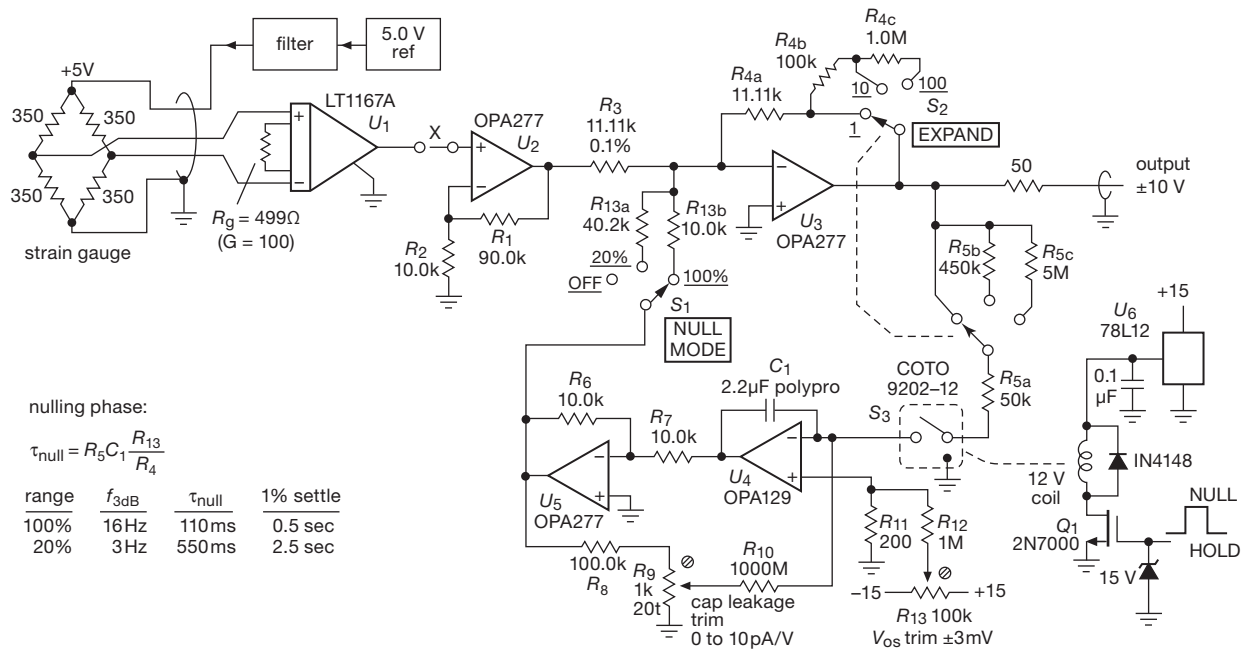 filter
5.0 V
ref
+5V
350
350
350
350
strain gauge
LT1167A
U1
+
−
Rg = 499Ω
(G = 100)
X
OPA277
U2
+
−
R2
10.0k
R1
90.0k
R3
11.11k
0.1%
R4a
11.11k
R4b
100k
R4c
1.0M
10
100
1
S2
EXPAND
−
+
U3
OPA277
50
output
±10 V
R13a
40.2k
R13b
10.0k
20%
OFF
100%
S1
NULL
MODE
R5b
450k
R5c
5M
R5a
50k
COTO
9202–12
S3
U6
78L12
+15
0.1
µF
12 V
coil
IN4148
Q1
2N7000
NULL
HOLD
15 V
C1
2.2µF polypro
R6
10.0k
R7
10.0k
−
+
U4
OPA129
−
+
U5
OPA277
100.0k
R8
R9
1k
20t
R10
1000M
cap leakage
trim
0 to 10pA/V
R11
200
R12
1M
−15
+15
R13 100k
Vos trim ±3mV
nulling phase:
τnull = R5C1 R13/R4
range f3dB τnull 1% settle
100% 16Hz 110ms 0.5 sec
20% 3Hz 550ms 2.5 sec